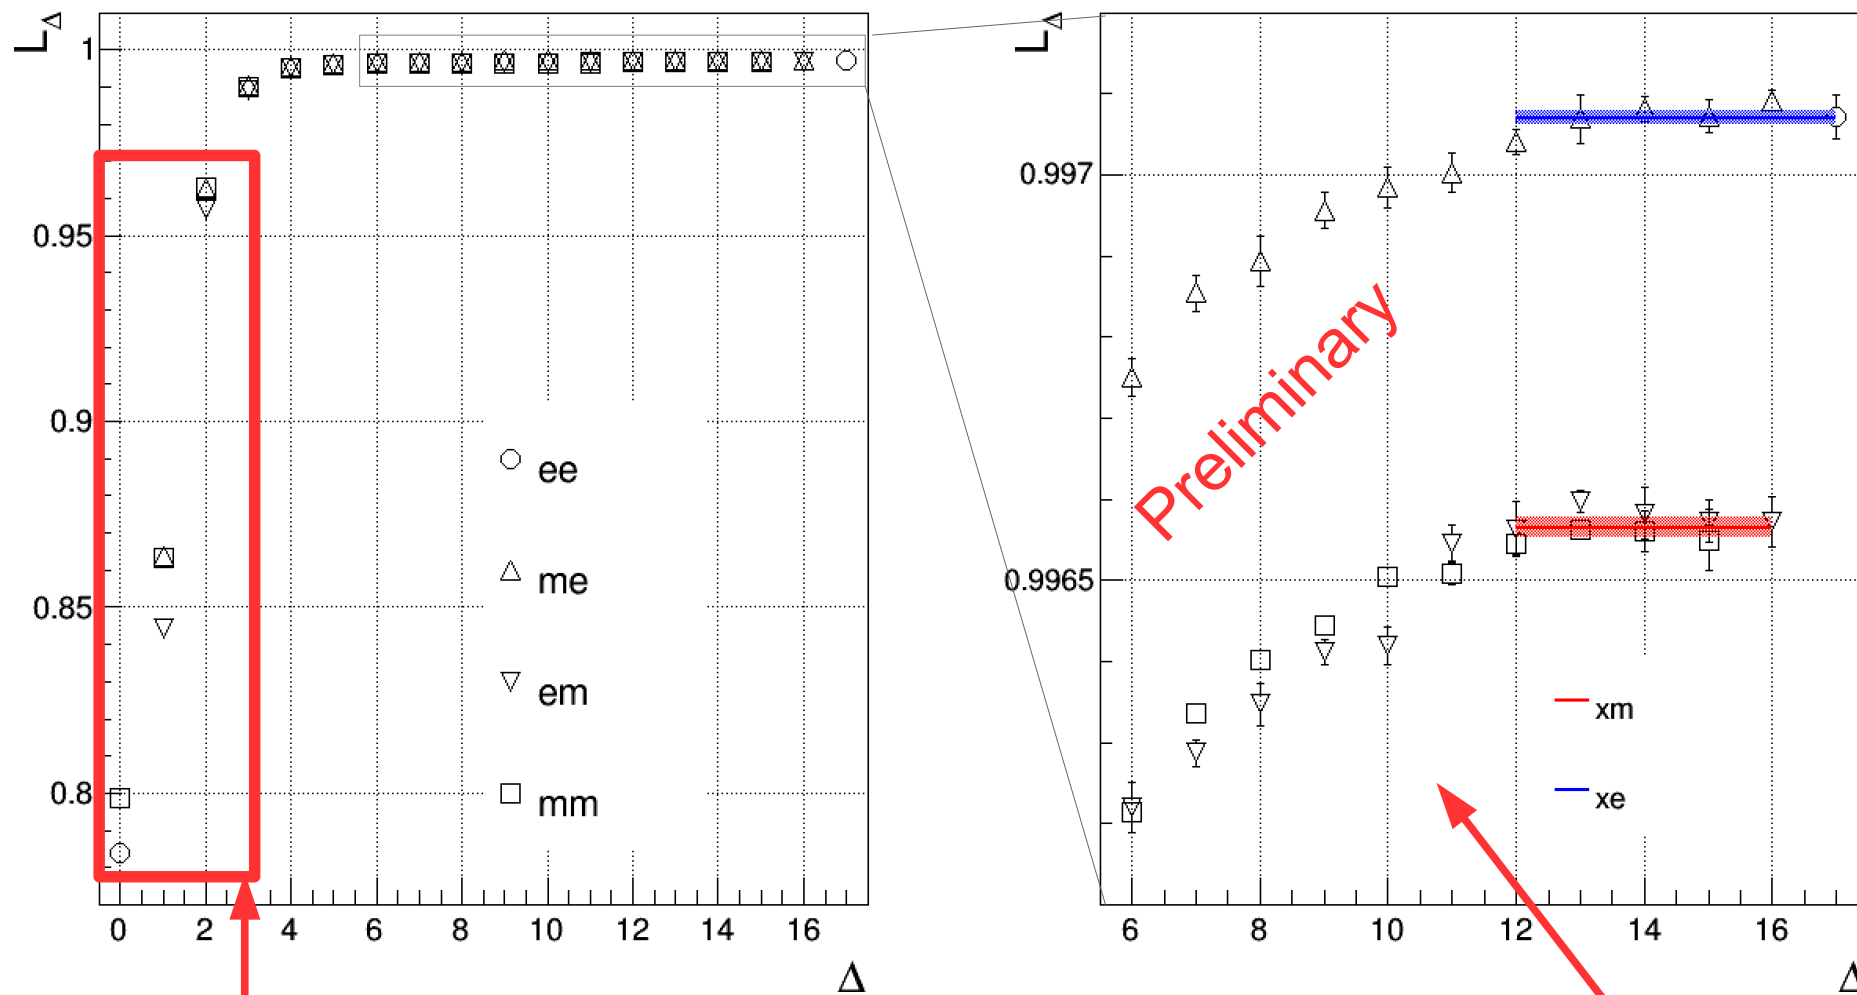 L△
1
0.95
0.9
0.85
0.8
ee
me
em
mm
0 2 4 6 8 10 12 14 16
Δ
L△
0.997
0.9965
Preliminary
xm
xe
6 8 10 12 14 16
Δ